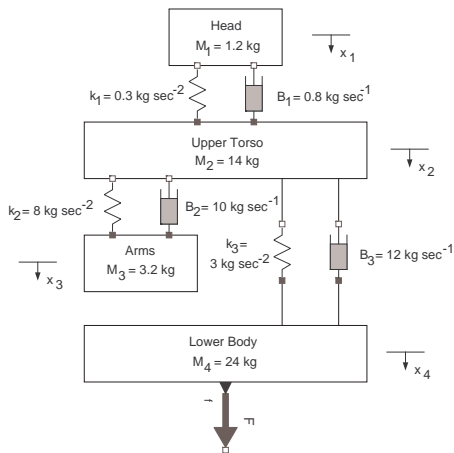 Head
M₁ = 1.2 kg
x₁
k₁ = 0.3 kg sec⁻²
B₁ = 0.8 kg sec⁻¹
Upper Torso
M₂ = 14 kg
x₂
k₂ = 8 kg sec⁻²
B₂ = 10 kg sec⁻¹
Arms
M₃ = 3.2 kg
x₃
k₃ =
3 kg sec⁻²
B₃ = 12 kg sec⁻¹
Lower Body
M₄ = 24 kg
x₄
f
F